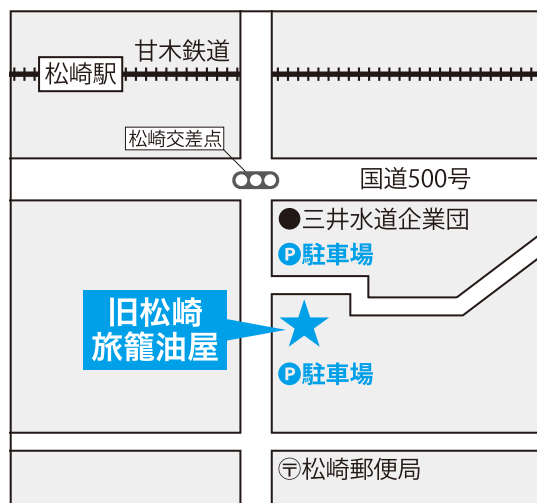 甘木鉄道
松崎駅
松崎交差点
国道500号
●三井水道企業団
P駐車場
旧松崎
旅籠油屋
P駐車場
〶松崎郵便局